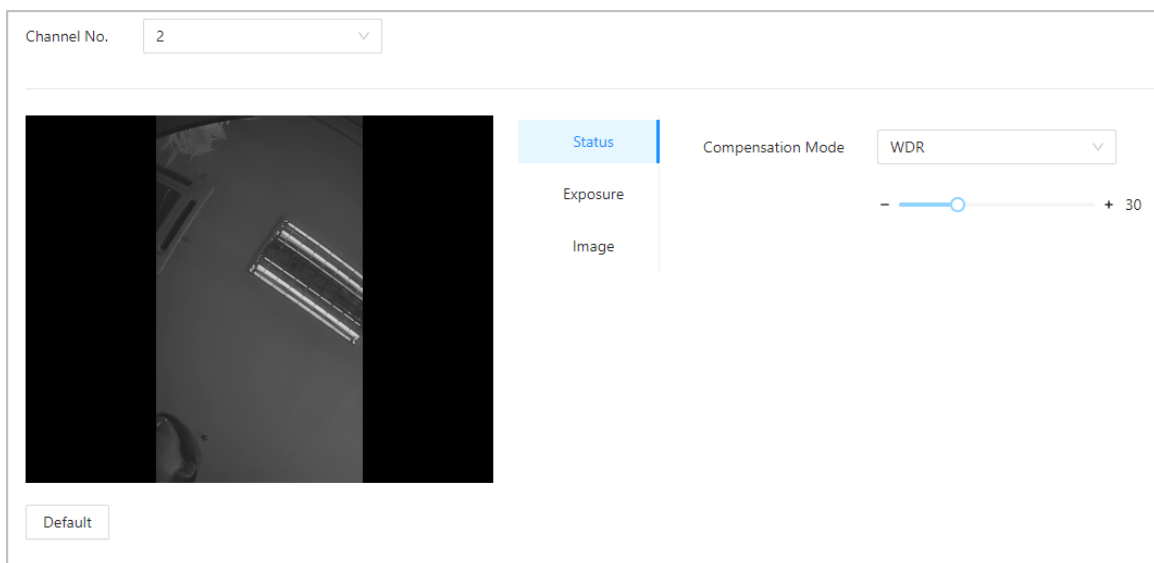 Channel No. 2
Status
Compensation Mode WDR
- + 30
Exposure
Image
Default